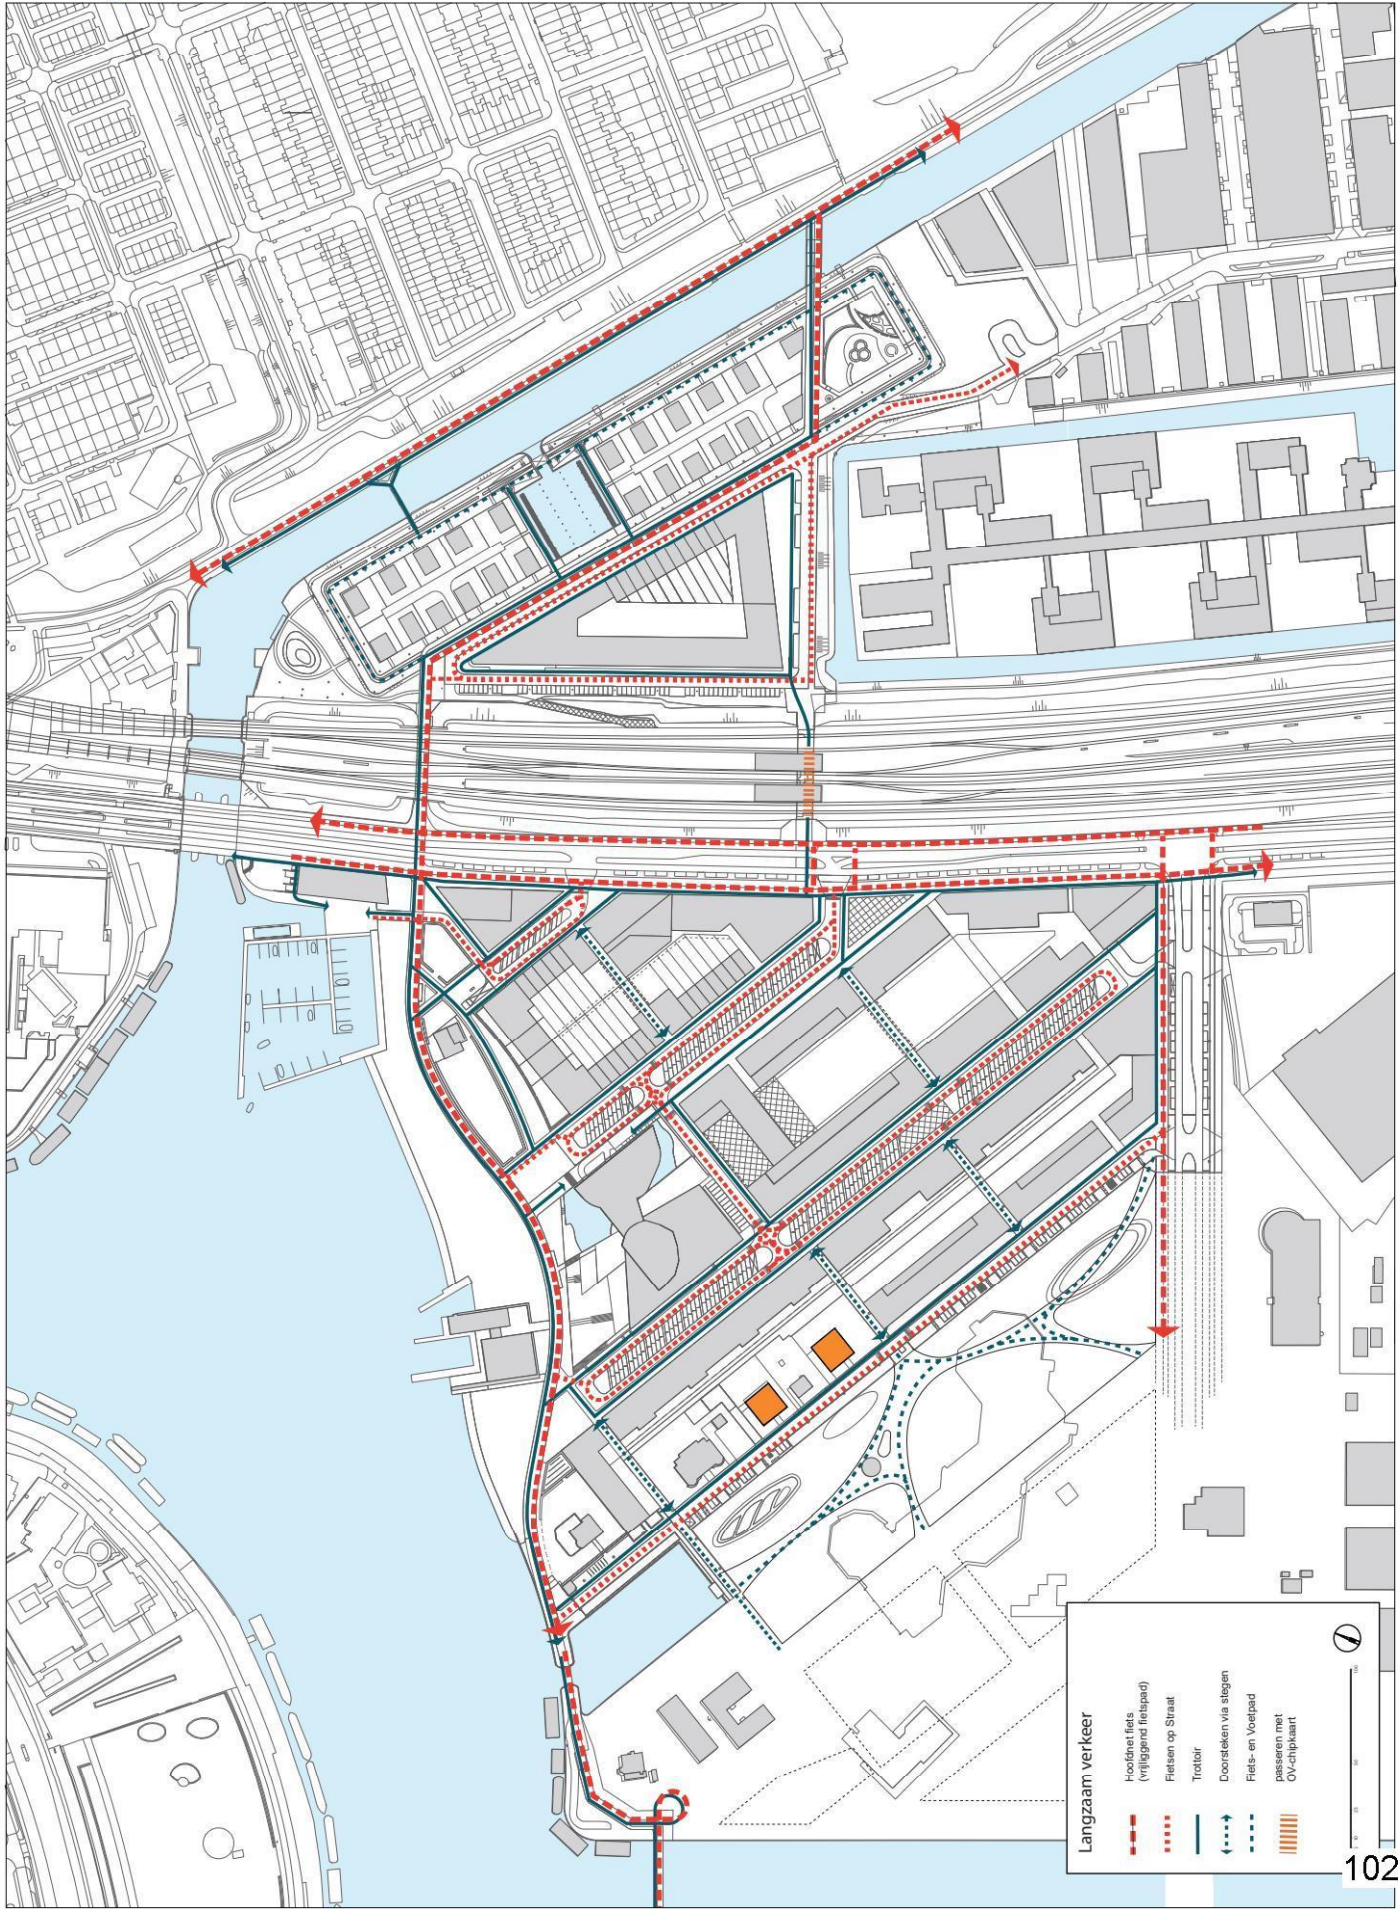 Langzaam verkeer
Hoofdnet fiets
(vrijliggend fietspad)
Fietsen op Straat
Trottoir
Doorsteken via stegen
Fiets- en Voetpad
passeren met
OV-chipkaart
102